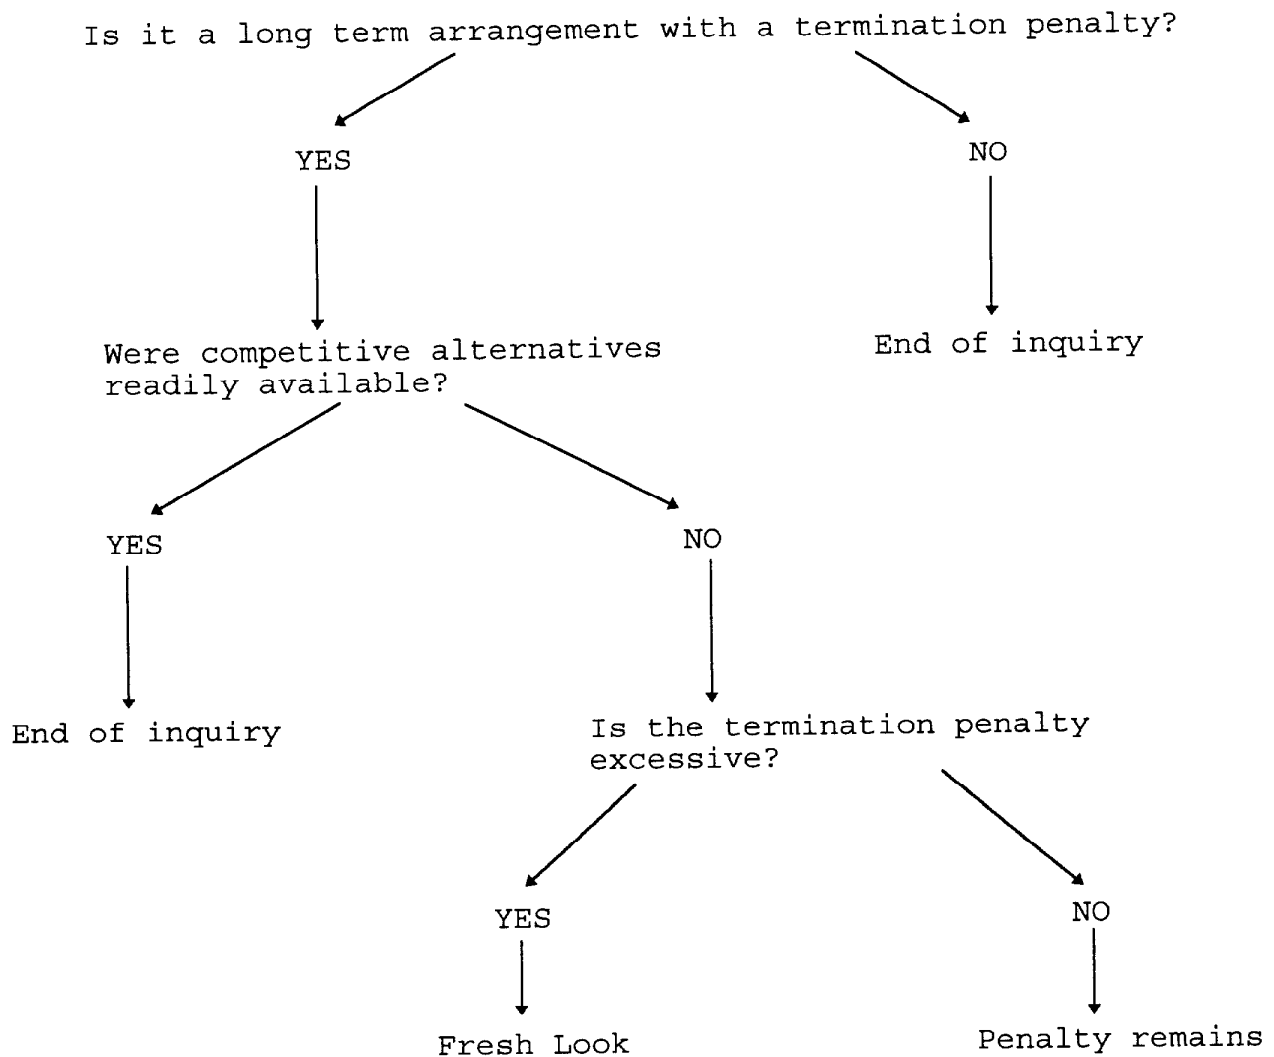 Is it a long term arrangement with a termination penalty?
YES
NO
Were competitive alternatives
readily available?
End of inquiry
YES
NO
End of inquiry
Is the termination penalty
excessive?
YES
NO
Fresh Look
Penalty remains